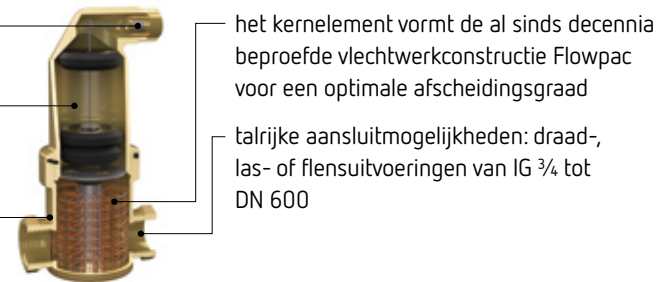 het kernelement vormt de al sinds decennia
beproefde vlechtwerkconstructie Flowpac
voor een optimale afscheidingsgraad
talrijke aansluitmogelijkheden: draad-,
las- of flensuitvoeringen van IG ¾ tot
DN 600